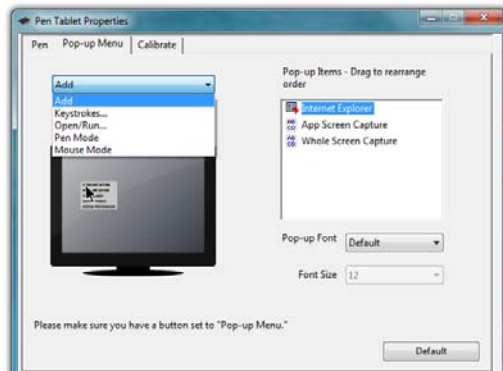 Pen Tablet Properties
Pen
Pop-up Menu
Calibrate
Add
Add
Keystrokes...
Open/Run...
Pen Mode
Mouse Mode
Pop-up Items - Drag to rearrange
order
Internet Explorer
App Screen Capture
Whole Screen Capture
Pop-up Font
Default
Font Size
12
Please make sure you have a button set to "Pop-up Menu."
Default